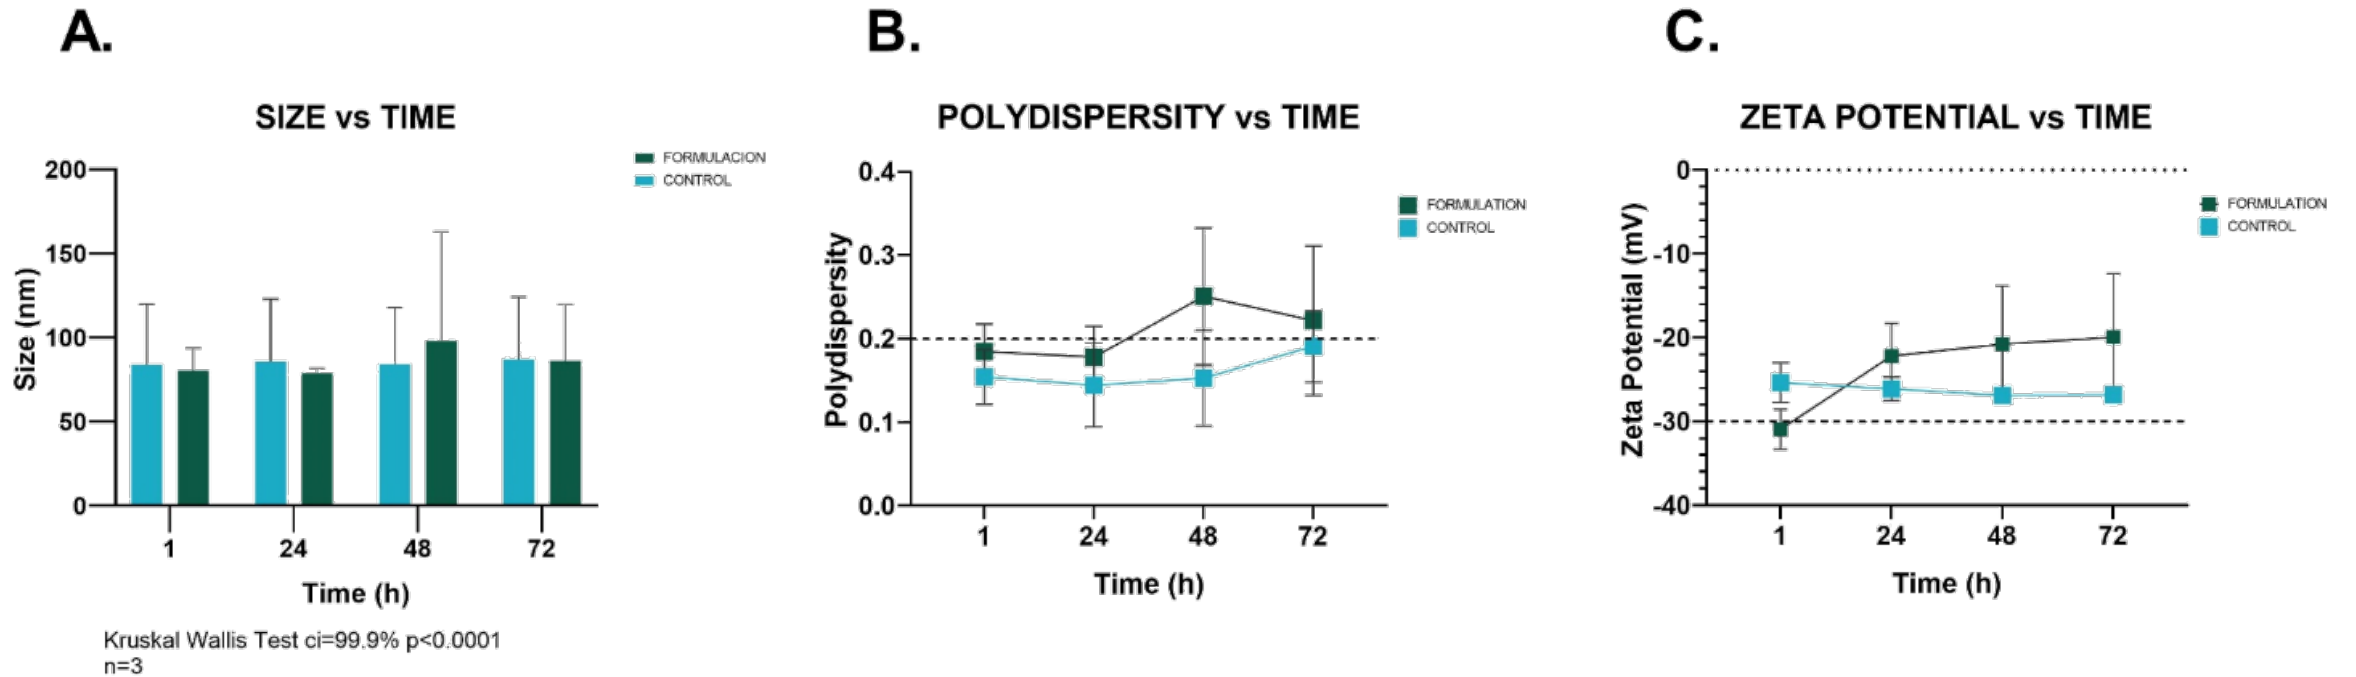 A.
SIZE vs TIME
FORMULACION
CONTROL
Size (nm)
200
150
100
50
0
1 24 48 72
Time (h)
Kruskal Wallis Test ci=99.9% p<0.0001
n=3
B.
POLYDISPERSITY vs TIME
FORMULATION
CONTROL
Polydispersity
0.4
0.3
0.2
0.1
0.0
1 24 48 72
Time (h)
C.
ZETA POTENTIAL vs TIME
FORMULATION
CONTROL
Zeta Potential (mV)
0
-10
-20
-30
-40
1 24 48 72
Time (h)